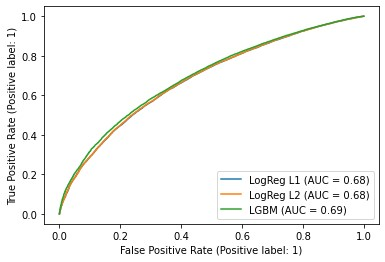 1.0
0.8
0.6
0.4
0.2
0.0
True Positive Rate (Positive label: 1)
LogReg L1 (AUC = 0.68)
LogReg L2 (AUC = 0.68)
LGBM (AUC = 0.69)
0.0 0.2 0.4 0.6 0.8 1.0
False Positive Rate (Positive label: 1)